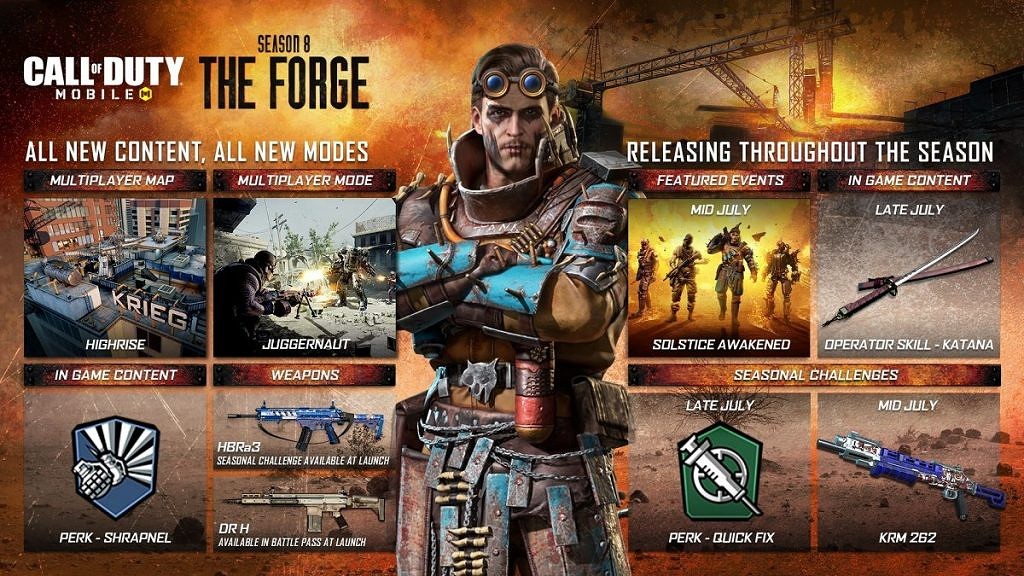 CALL OF DUTY
MOBILE
SEASON 8
THE FORGE
ALL NEW CONTENT, ALL NEW MODES
MULTIPLAYER MAP
MULTIPLAYER MODE
KRIEG
HIGHRISE
JUGGERNAUT
IN GAME CONTENT
WEAPONS
PERK - SHRAPNEL
HBRa3
SEASONAL CHALLENGE AVAILABLE AT LAUNCH
DR H
AVAILABLE IN BATTLE PASS AT LAUNCH
RELEASING THROUGHOUT THE SEASON
FEATURED EVENTS
IN GAME CONTENT
MID JULY
LATE JULY
SOLSTICE AWAKENED
OPERATOR SKILL - KATANA
SEASONAL CHALLENGES
LATE JULY
MID JULY
PERK - QUICK FIX
KRM 262